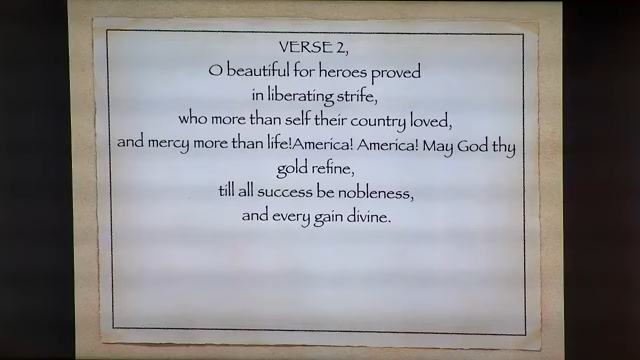 VERSE 2,
O beautiful for heroes proved
in liberating strife,
who more than self their country loved,
and mercy more than life!America! America! May God thy
gold refine,
till all success be nobleness,
and every gain divine.